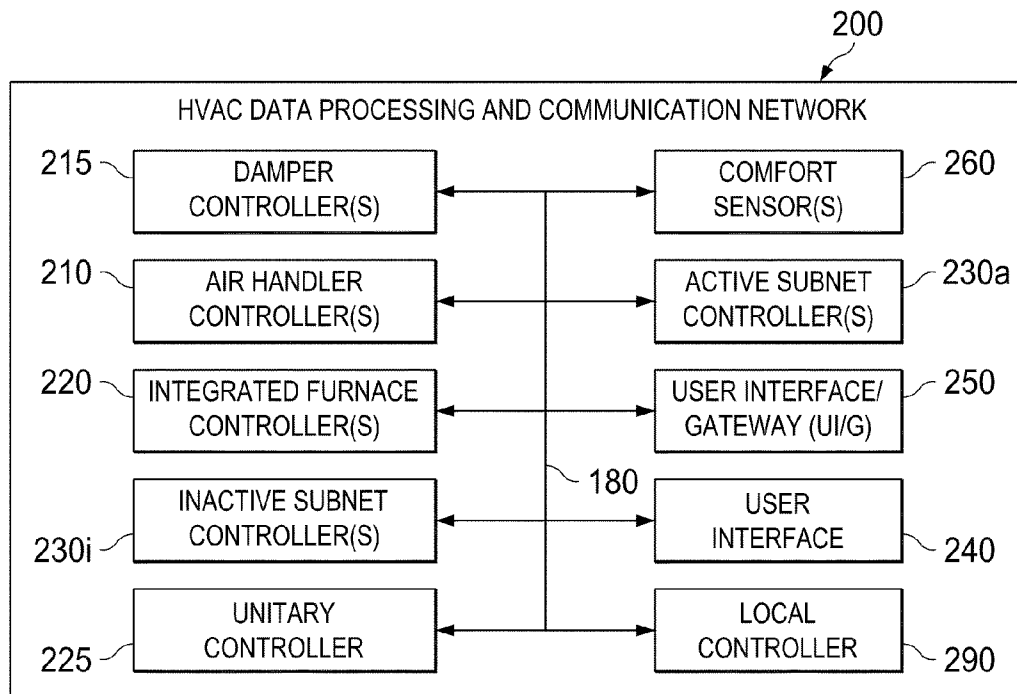 200
HVAC DATA PROCESSING AND COMMUNICATION NETWORK
215
DAMPER
CONTROLLER(S)
COMFORT
SENSOR(S)
260
210
AIR HANDLER
CONTROLLER(S)
ACTIVE SUBNET
CONTROLLER(S)
230a
220
INTEGRATED FURNACE
CONTROLLER(S)
USER INTERFACE/
GATEWAY (UI/G)
250
180
230i
INACTIVE SUBNET
CONTROLLER(S)
USER
INTERFACE
240
225
UNITARY
CONTROLLER
LOCAL
CONTROLLER
290